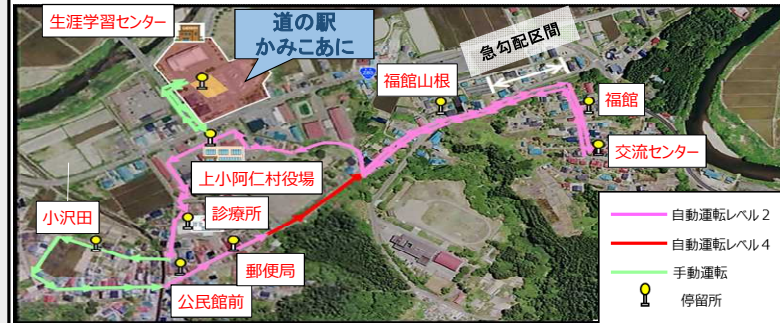 生涯学習センター
道の駅
かみこあに
急勾配区間
福舘山根
福舘
交流センター
上小阿仁村役場
小沢田
診療所
郵便局
公民館前
自動運転レベル2
自動運転レベル4
手動運転
停留所